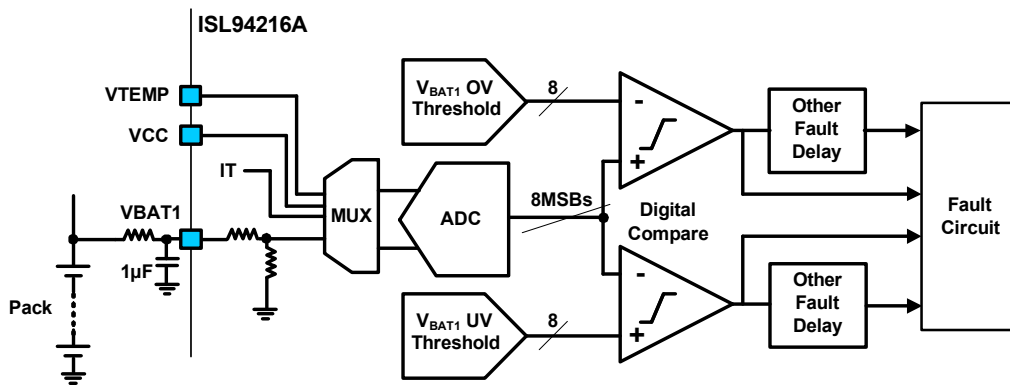 ISL94216A
VTEMP
VCC
IT
VBAT1
1µF
Pack
MUX
ADC
VBAT1 OV
Threshold
8
8MSBs
Digital
Compare
VBAT1 UV
Threshold
8
-
+
-
+
Other
Fault
Delay
Other
Fault
Delay
Fault
Circuit